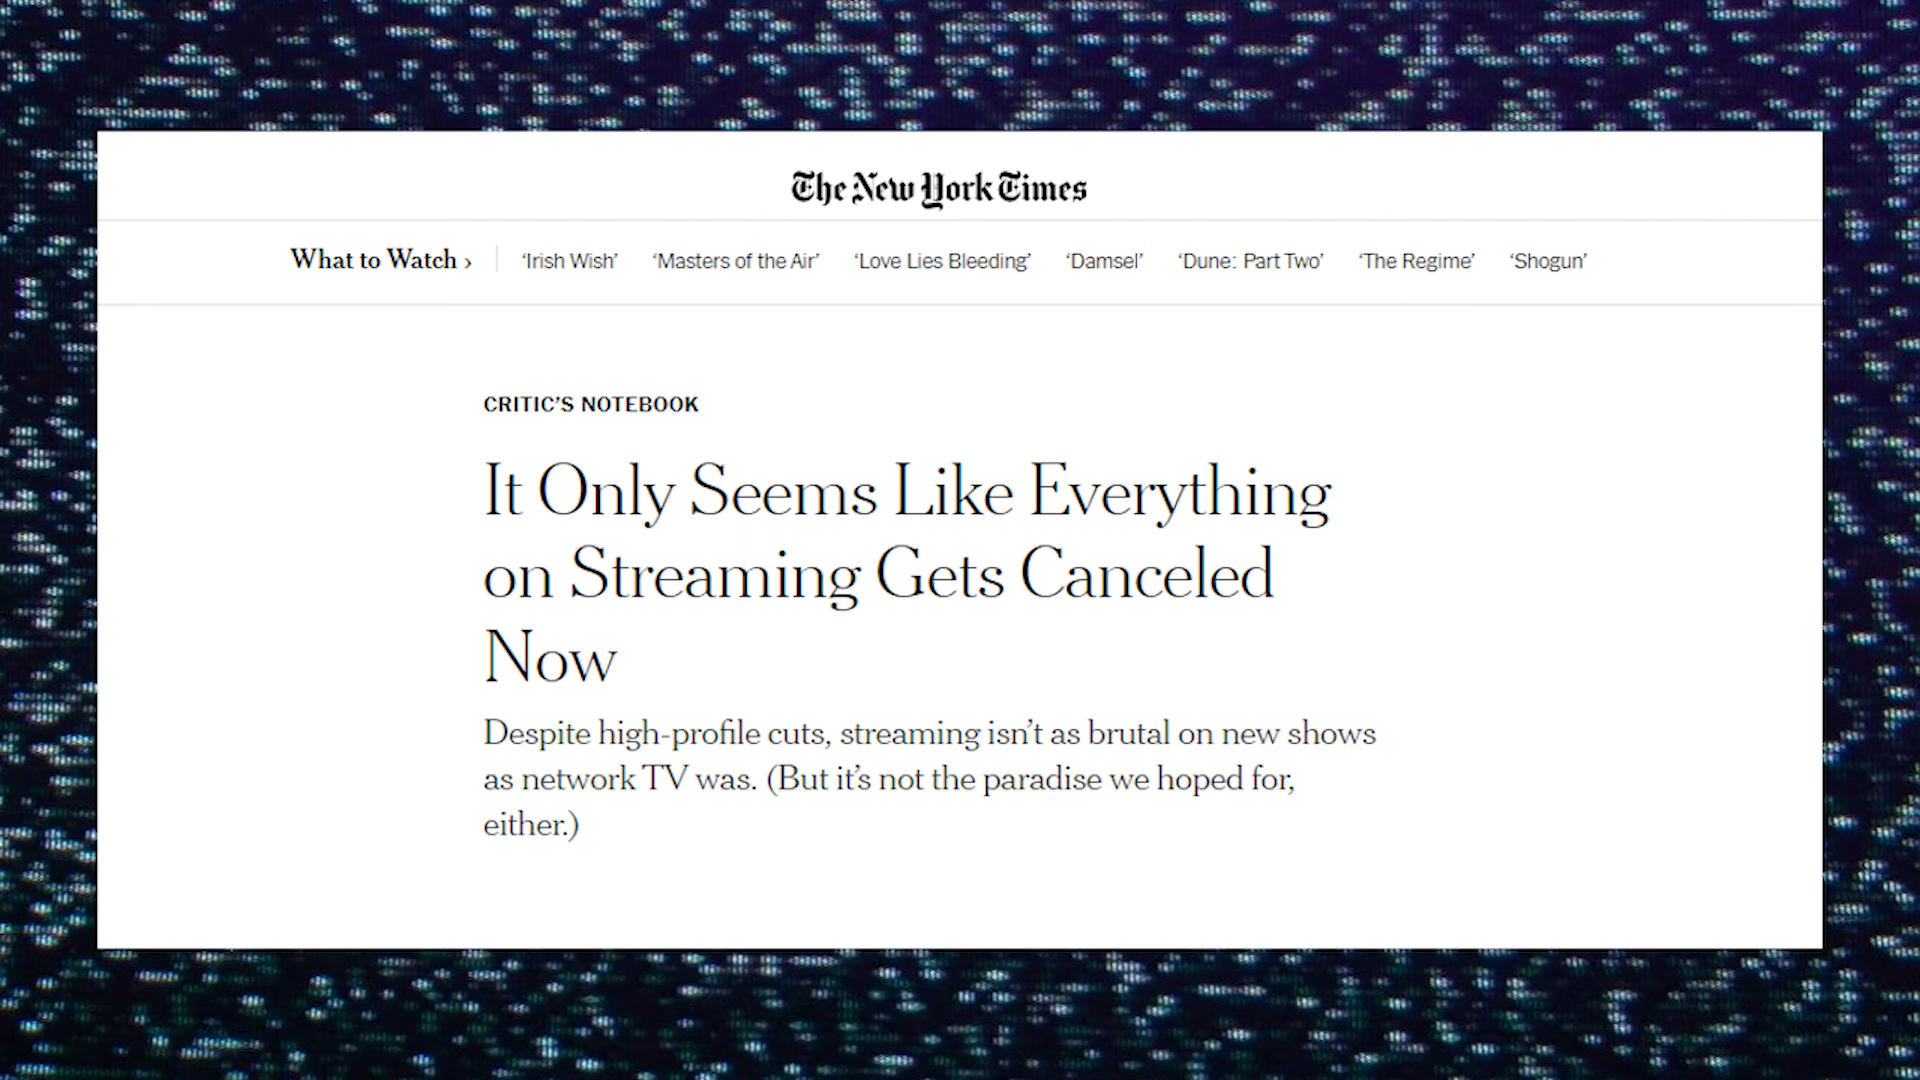 The New York Times
What to Watch › ‘Irish Wish’ ‘Masters of the Air’ ‘Love Lies Bleeding’ ‘Damsel’ ‘Dune: Part Two’ ‘The Regime’ ‘Shogun’
CRITIC’S NOTEBOOK
It Only Seems Like Everything
on Streaming Gets Canceled
Now
Despite high-profile cuts, streaming isn’t as brutal on new shows
as network TV was. (But it’s not the paradise we hoped for,
either.)